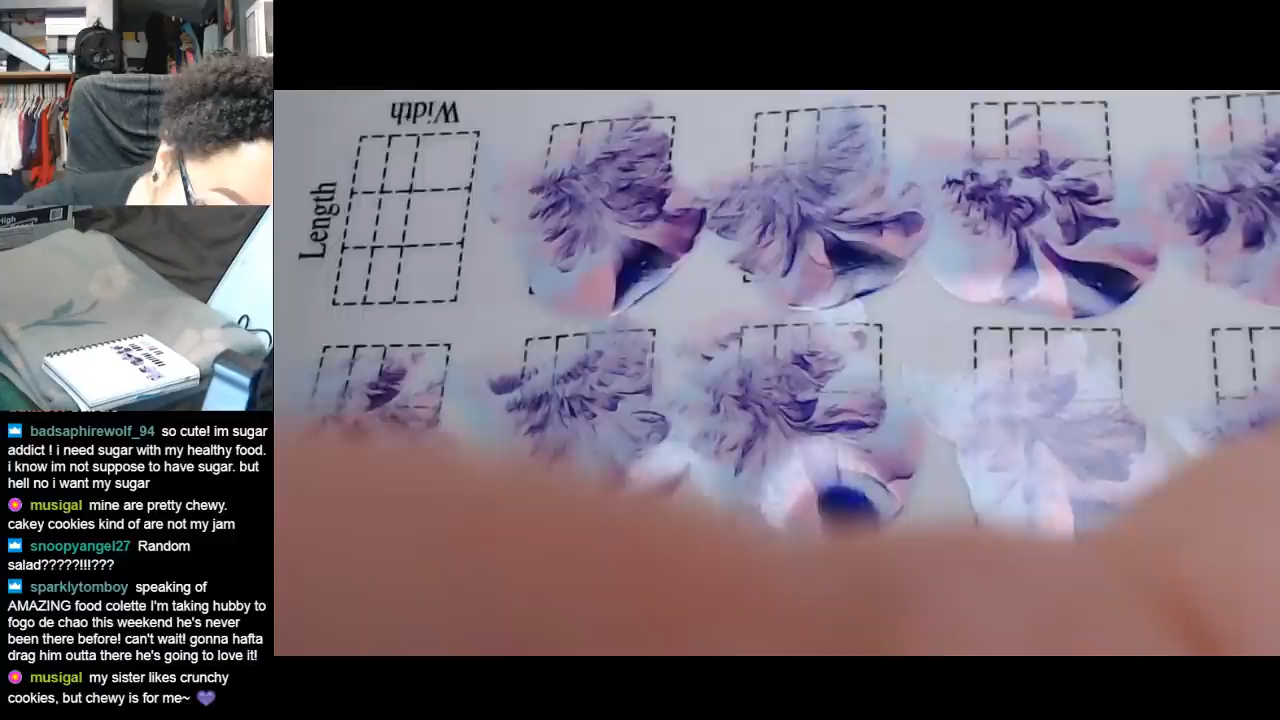 Width
Length
High
badsaphirewolf_94 so cute! im sugar
addict ! i need sugar with my healthy food.
i know im not suppose to have sugar. but
hell no i want my sugar
musigal mine are pretty chewy.
cakey cookies kind of are not my jam
snoopyangel27 Random
salad?????!!!???
sparklytomboy speaking of
AMAZING food colette I'm taking hubby to
fogo de chao this weekend he's never
been there before! can't wait! gonna hafta
drag him outta there he's going to love it!
musigal my sister likes crunchy
cookies, but chewy is for me~ 💜